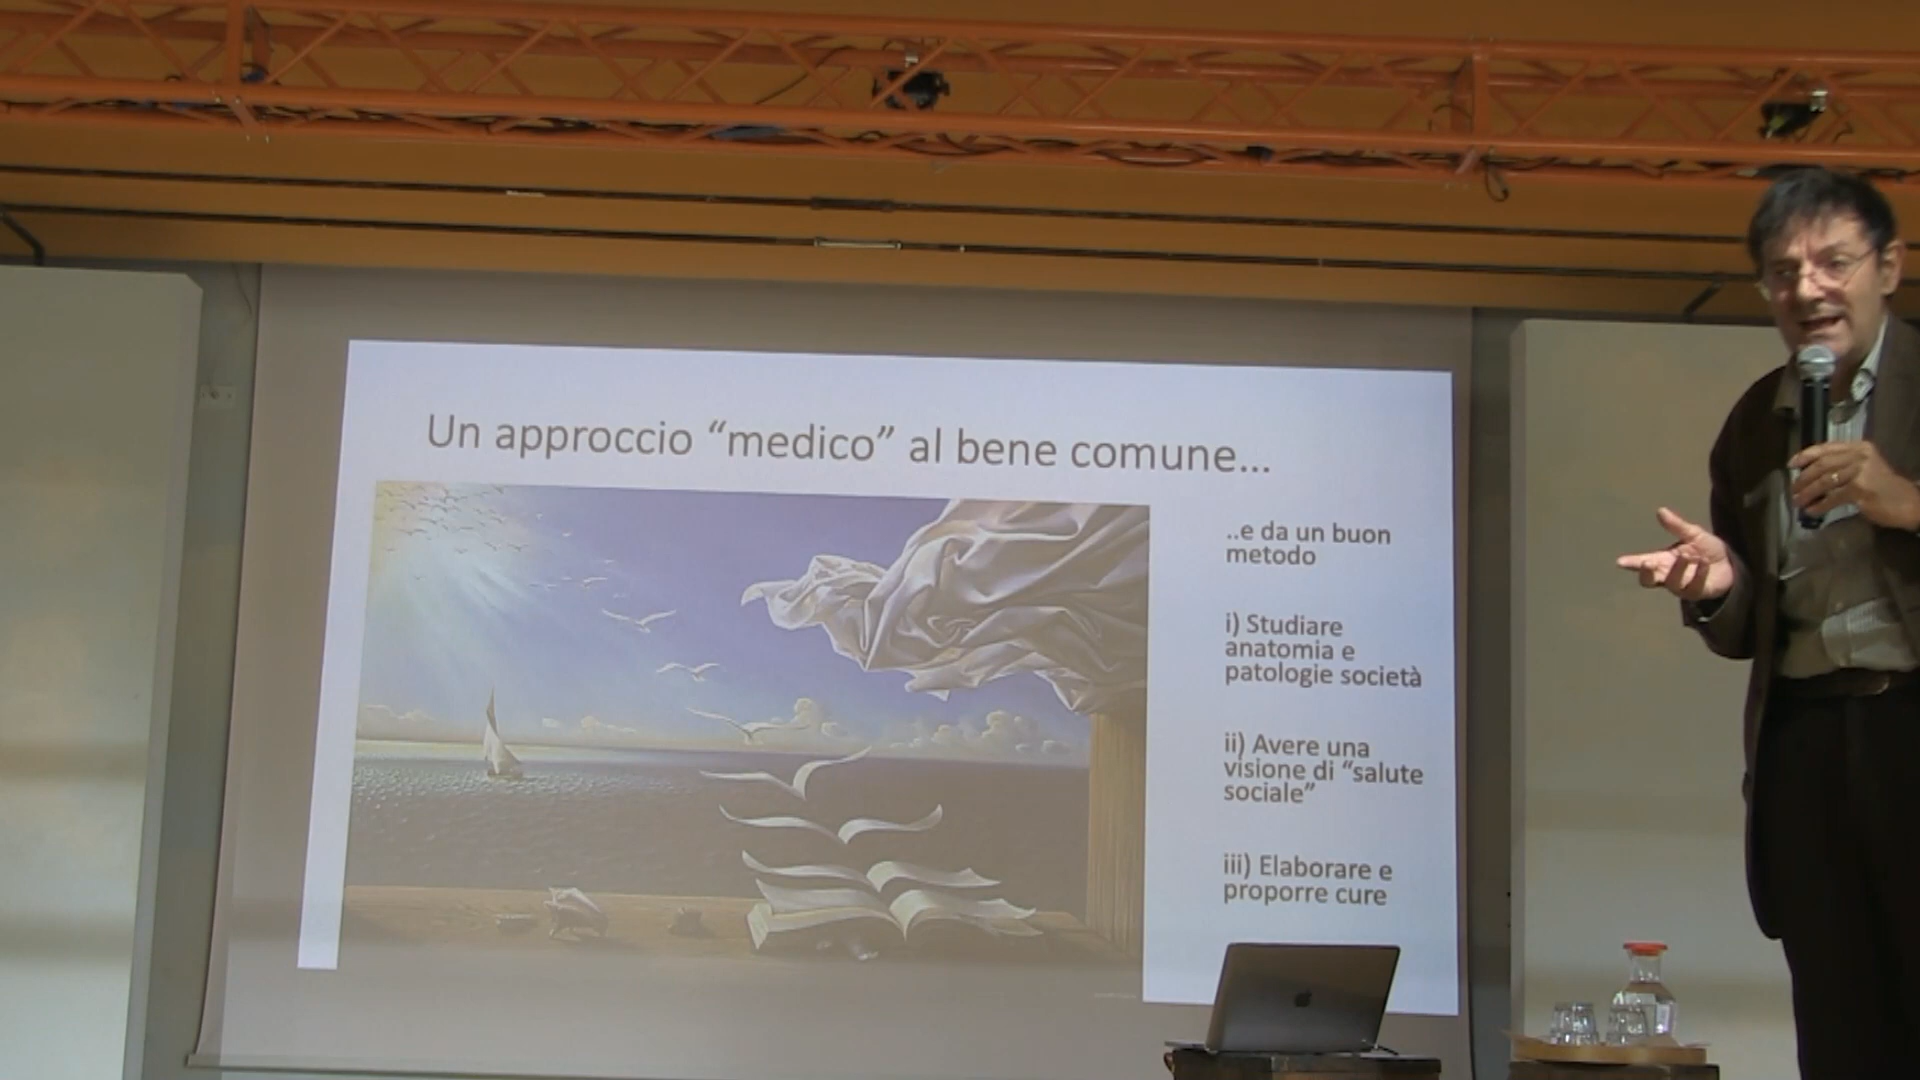 Un approccio “medico” al bene comune...
..e da un buon
metodo
i) Studiare
anatomia e
patologie società
ii) Avere una
visione di “salute
sociale”
iii) Elaborare e
proporre cure